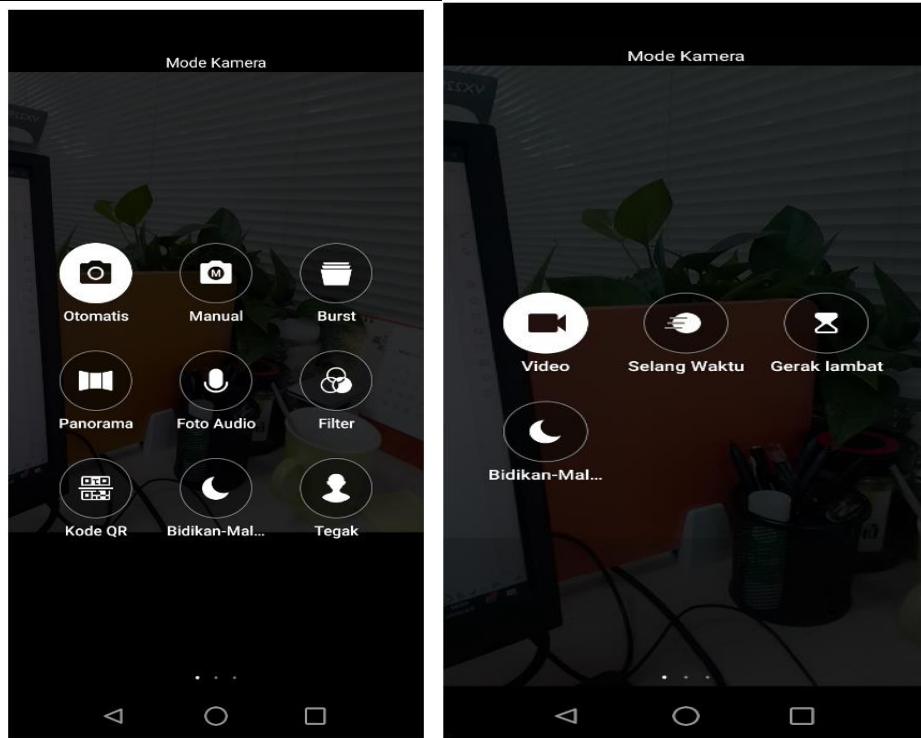 Mode Kamera
Otomatis
Manual
Burst
Panorama
Foto Audio
Filter
Kode QR
Bidikan-Mal...
Tegak
Mode Kamera
Video
Selang Waktu
Gerak lambat
Bidikan-Mal...